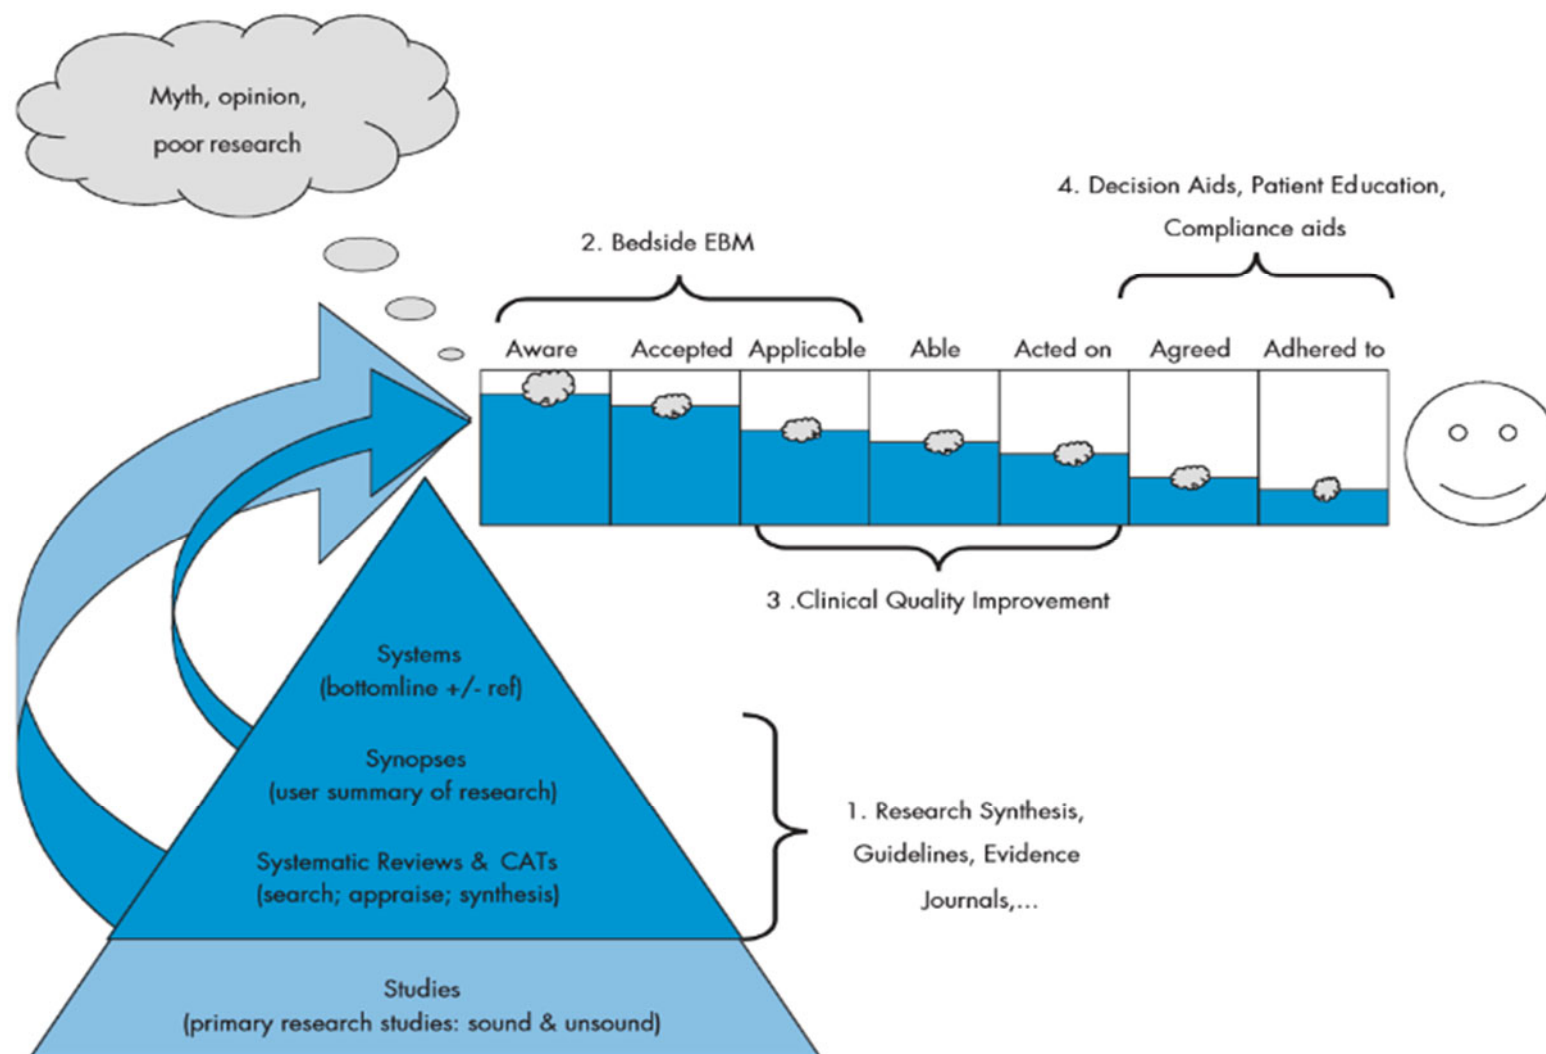 Myth, opinion,
poor research
4. Decision Aids, Patient Education,
Compliance aids
2. Bedside EBM
Aware Accepted Applicable Able Acted on Agreed Adhered to
3 .Clinical Quality Improvement
Systems
(bottomline +/- ref)
Synopses
(user summary of research)
Systematic Reviews & CATs
(search; appraise; synthesis)
1. Research Synthesis,
Guidelines, Evidence
Journals,...
Studies
(primary research studies: sound & unsound)